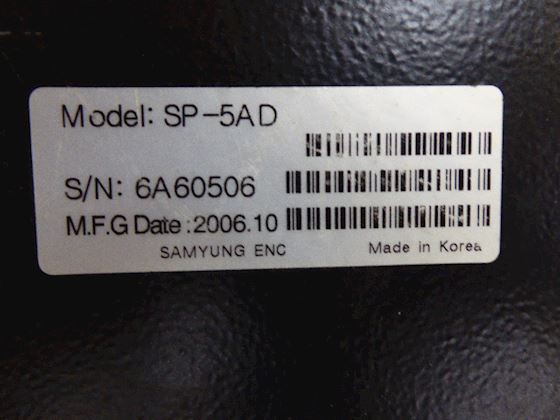 Model: SP-5AD
S/N: 6A60506
M.F.G Date :2006.10
SAMYUNG ENC Made in Korea